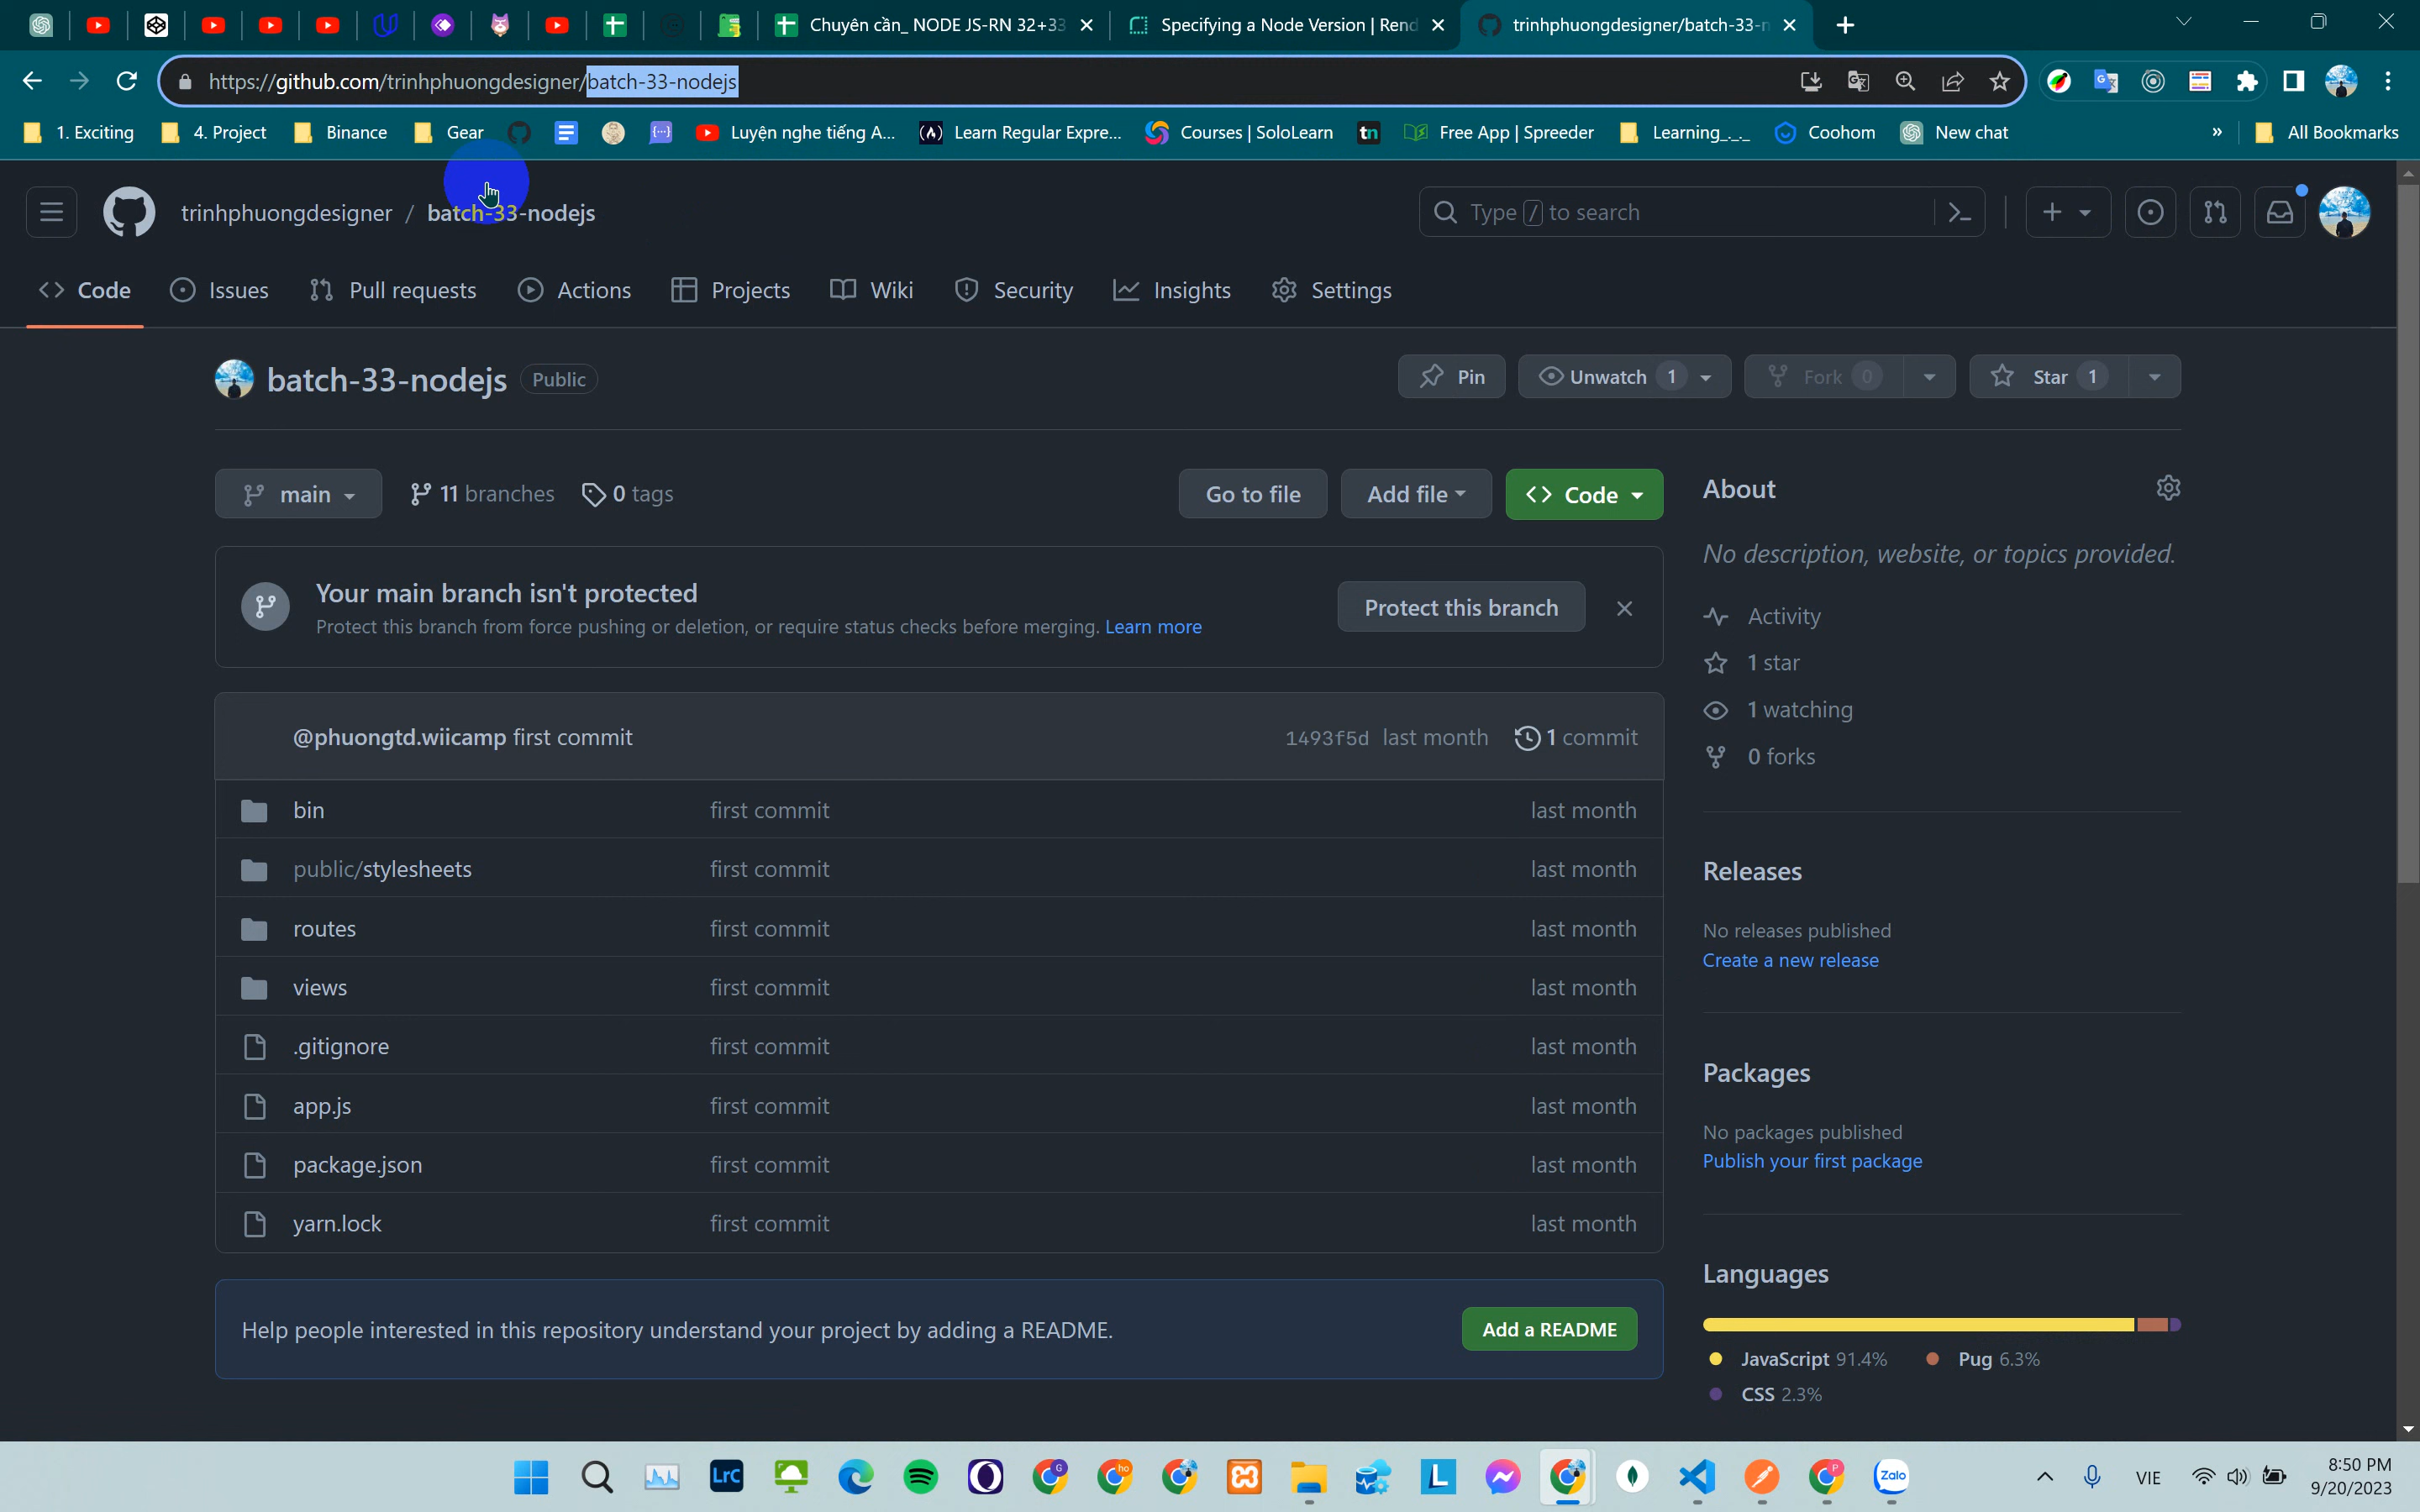 Chuyên cần_ NODE JS-RN 32+33
Specifying a Node Version | Rend
trinhphuongdesigner/batch-33-n
https://github.com/trinhphuongdesigner/batch-33-nodejs
1. Exciting
4. Project
Binance
Gear
Luyện nghe tiếng A...
Learn Regular Expre...
Courses | SoloLearn
tn
Free App | Spreeder
Learning_._._
Coohom
New chat
»
All Bookmarks
trinhphuongdesigner / batch-33-nodejs
Type / to search
Code
Issues
Pull requests
Actions
Projects
Wiki
Security
Insights
Settings
batch-33-nodejs Public
Pin
Unwatch 1
Fork 0
Star 1
main
11 branches
0 tags
Go to file
Add file
Code
About
No description, website, or topics provided.
Your main branch isn't protected
Protect this branch from force pushing or deletion, or require status checks before merging. Learn more
Protect this branch
Activity
1 star
1 watching
0 forks
@phuongtd.wiicamp first commit 1493f5d last month 1 commit
bin first commit last month
public/stylesheets first commit last month
routes first commit last month
views first commit last month
.gitignore first commit last month
app.js first commit last month
package.json first commit last month
yarn.lock first commit last month
Help people interested in this repository understand your project by adding a README.
Add a README
Releases
No releases published
Create a new release
Packages
No packages published
Publish your first package
Languages
JavaScript 91.4%
Pug 6.3%
CSS 2.3%
LrC
G
ho
L
P
Zalo
VIE
8:50 PM
9/20/2023